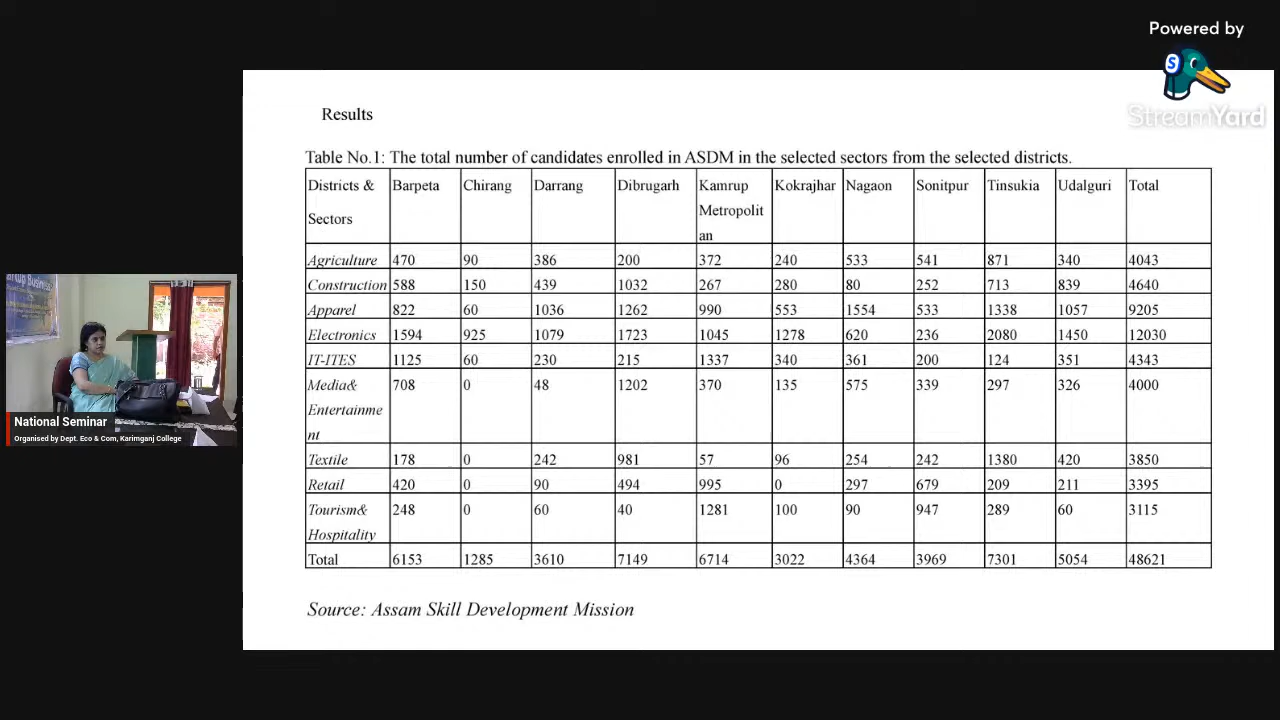 Powered by
S
StreamYard
Results
Table No.1: The total number of candidates enrolled in ASDM in the selected sectors from the selected districts.
Districts & Sectors Barpeta Chirang Darrang Dibrugarh Kamrup Metropolit an Kokrajhar Nagaon Sonitpur Tinsukia Udalguri Total
Agriculture 470 90 386 200 372 240 533 541 871 340 4043
Construction 588 150 439 1032 267 280 80 252 713 839 4640
Apparel 822 60 1036 1262 990 553 1554 533 1338 1057 9205
Electronics 1594 925 1079 1723 1045 1278 620 236 2080 1450 12030
IT-ITES 1125 60 230 215 1337 340 361 200 124 351 4343
Media& 708 0 48 1202 370 135 575 339 297 326 4000
Entertainme
nt
Textile 178 0 242 981 57 96 254 242 1380 420 3850
Retail 420 0 90 494 995 0 297 679 209 211 3395
Tourism& 248 0 60 40 1281 100 90 947 289 60 3115
Hospitality
Total 6153 1285 3610 7149 6714 3022 4364 3969 7301 5054 48621
Source: Assam Skill Development Mission
Business
National Seminar
Organised by Dept. Eco & Com, Karimganj College